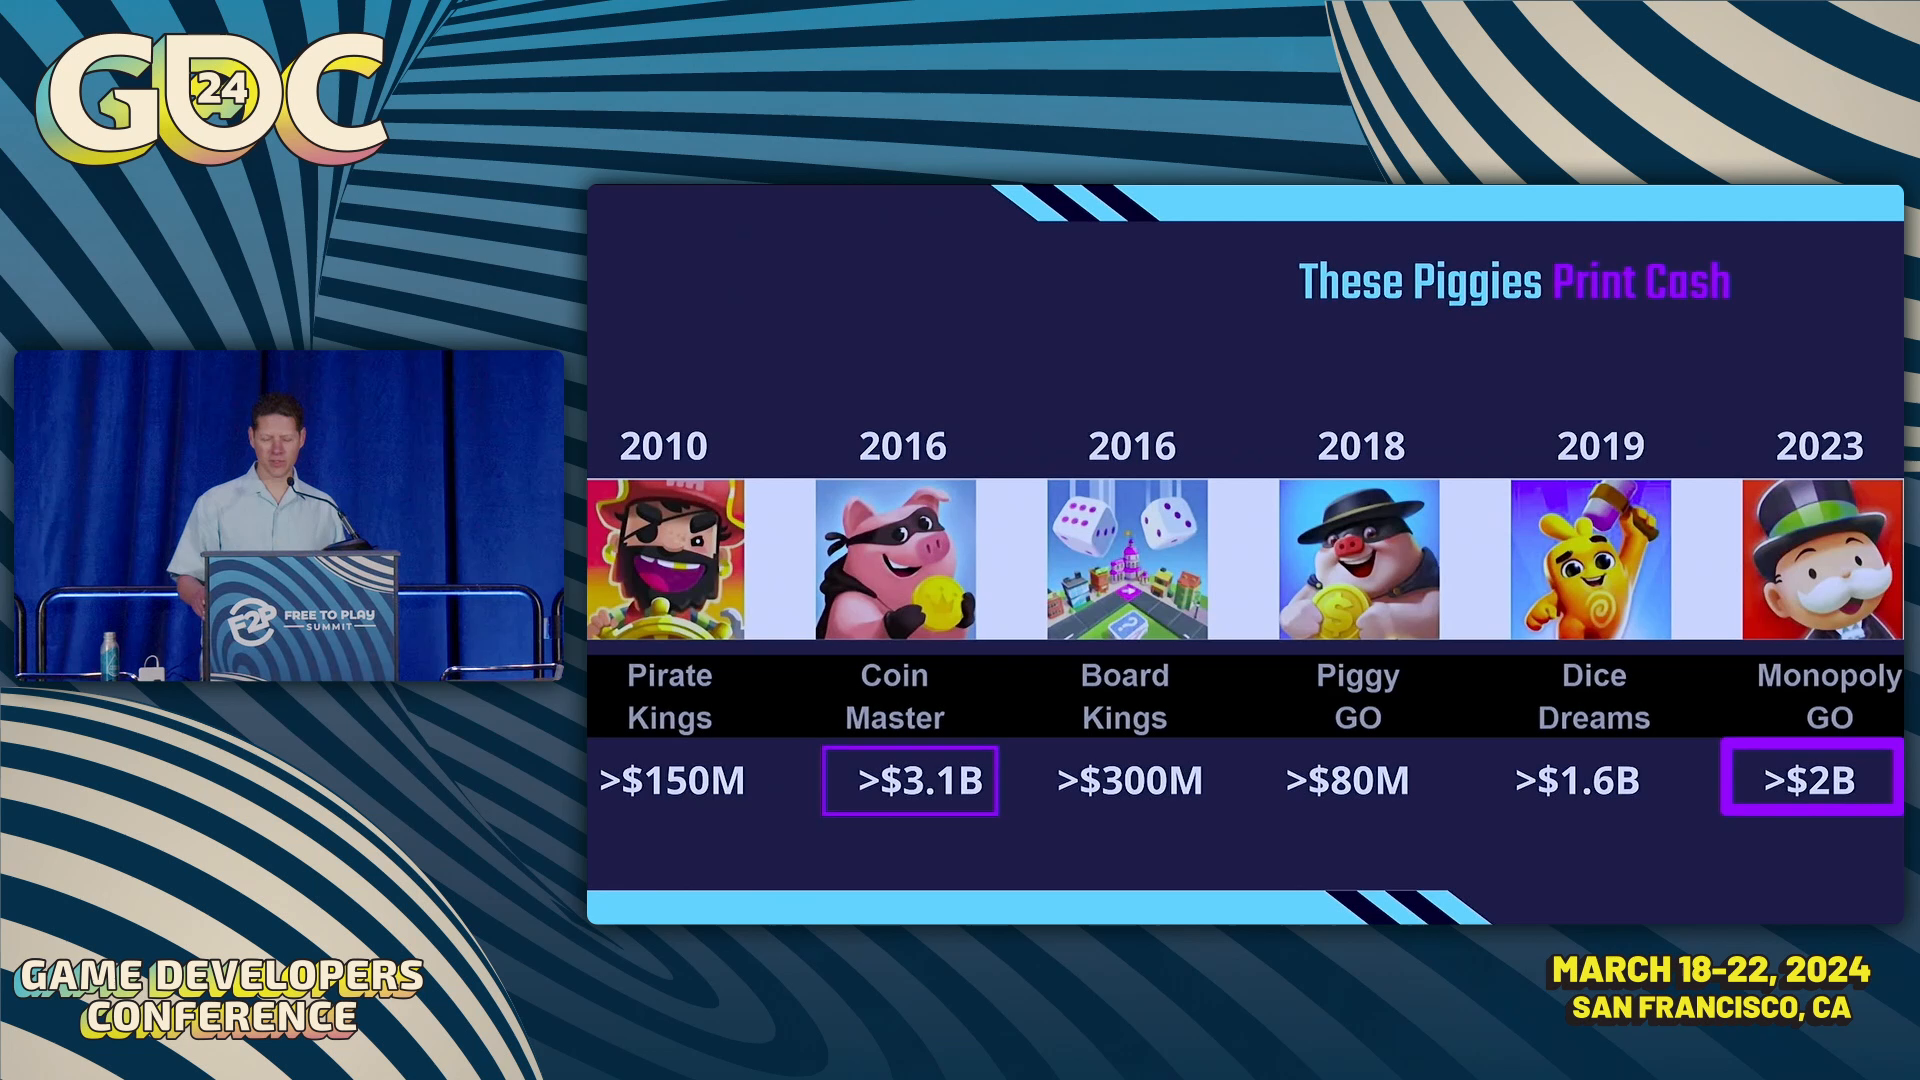 GDC
24
These Piggies Print Cash
2010 2016 2016 2018 2019 2023
Pirate Kings
Coin Master
Board Kings
Piggy GO
Dice Dreams
Monopoly GO
>$150M >$3.1B >$300M >$80M >$1.6B >$2B
F2P FREE TO PLAY
SUMMIT
GAME DEVELOPERS
CONFERENCE
MARCH 18-22, 2024
SAN FRANCISCO, CA